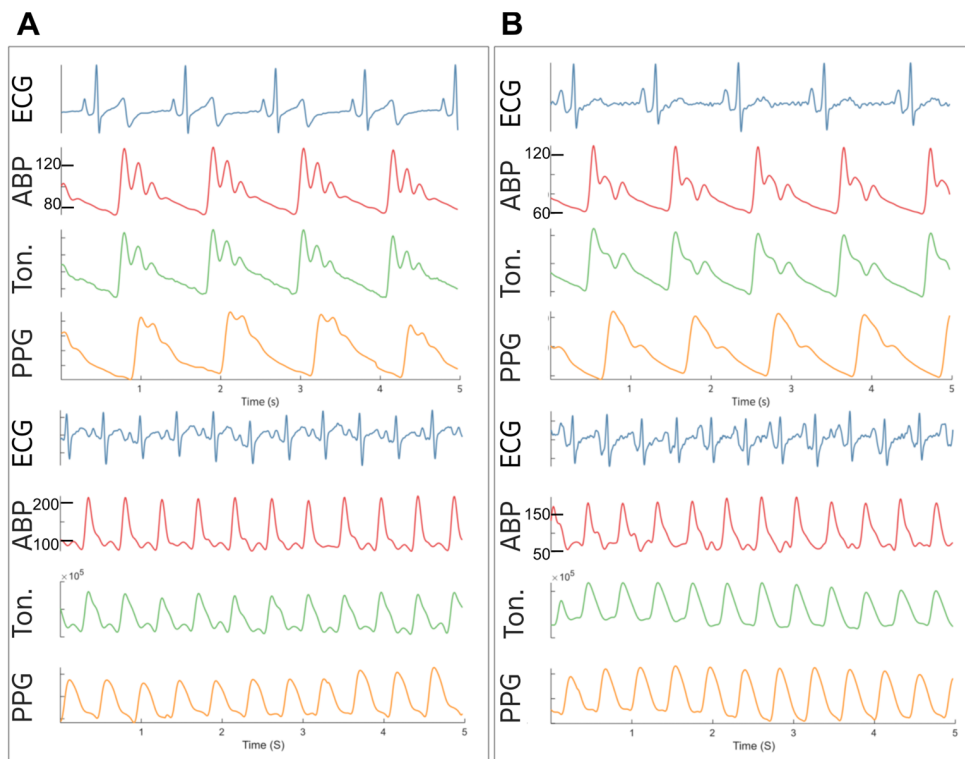 A
ECG
ABP
120
80
Ton.
PPG
1 2 3 4 5
Time (s)
ECG
ABP
200
100
×10⁵
Ton.
PPG
1 2 3 4 5
Time (S)
B
ECG
ABP
120
60
Ton.
PPG
1 2 3 4 5
Time (s)
ECG
ABP
150
50
×10⁵
Ton.
PPG
1 2 3 4 5
Time (S)